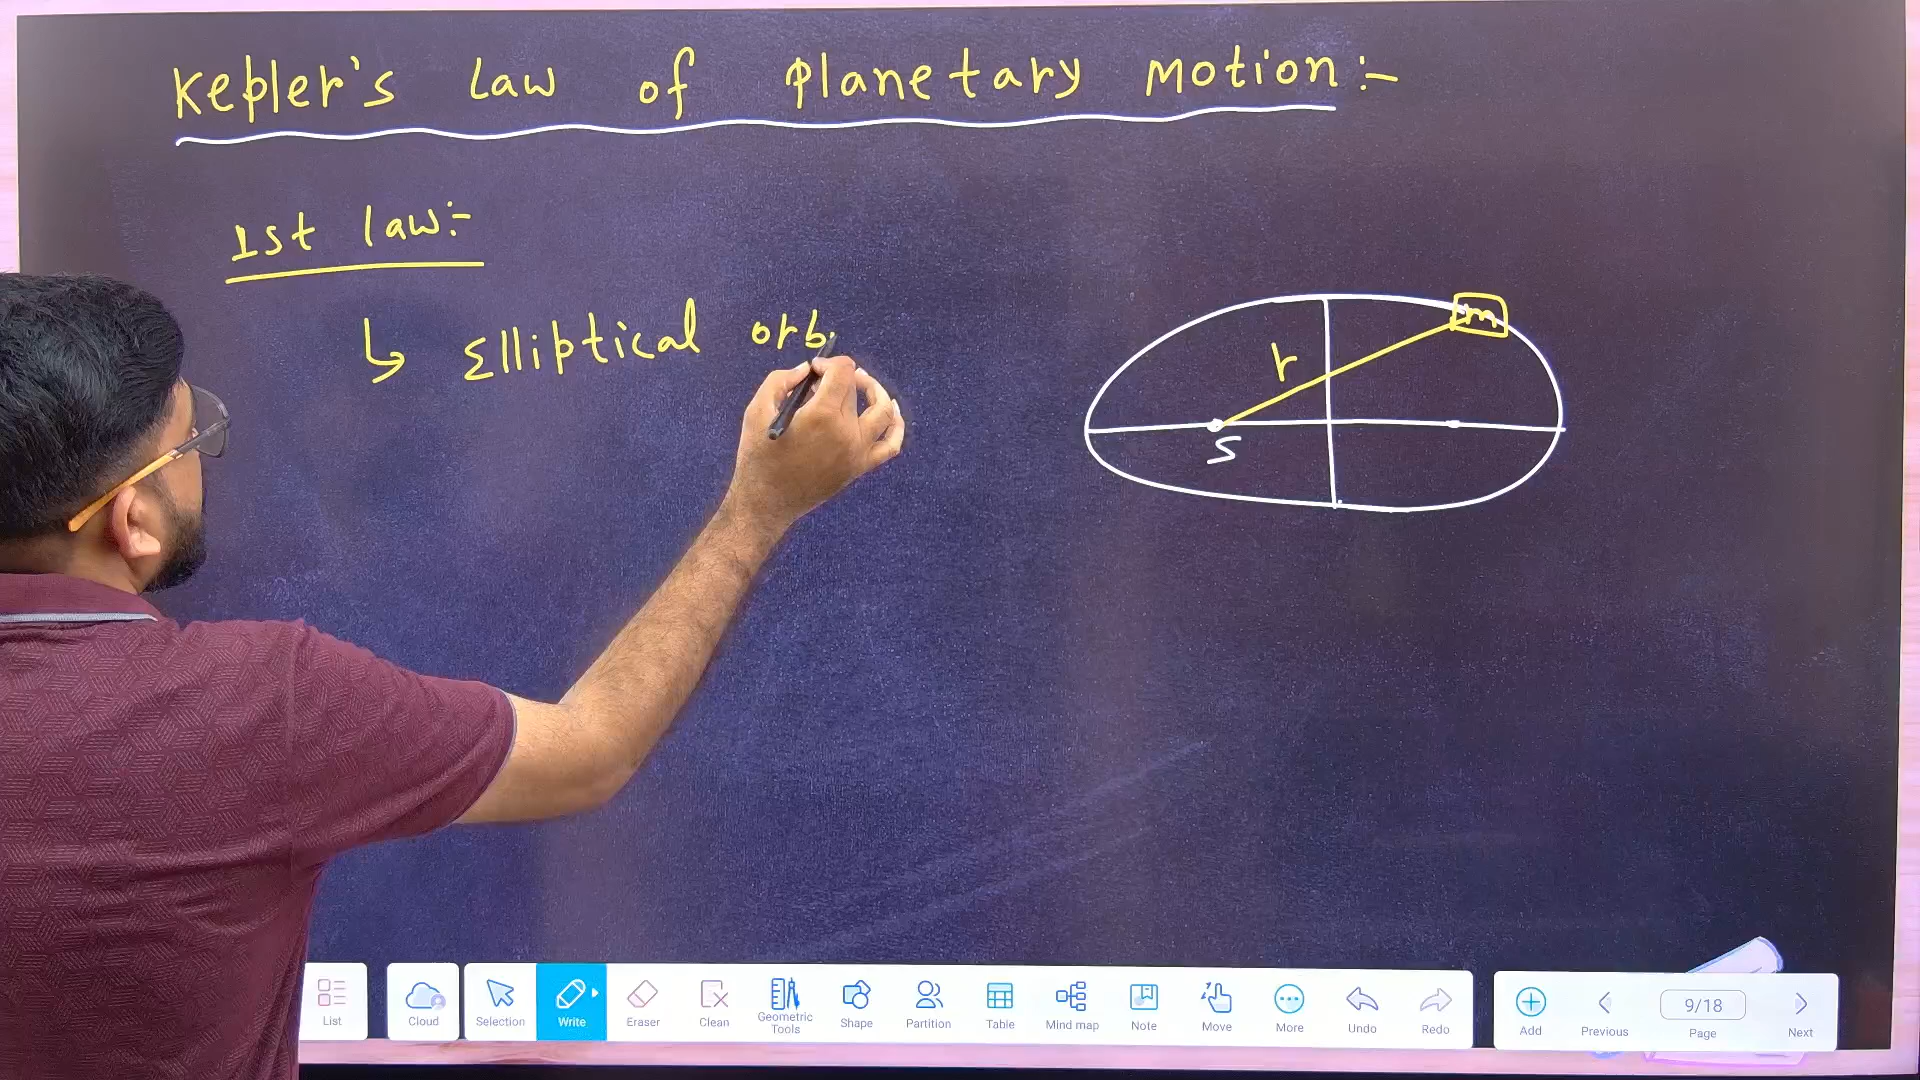 Kepler's Law of Planetary Motion:-
1st law:-
↳ Elliptical orb
m
r
S
List
Cloud
Selection
Write
Eraser
Clean
Geometric
Tools
Shape
Partition
Table
Mind map
Note
Move
More
Undo
Redo
Add
Previous
9/18
Page
Next